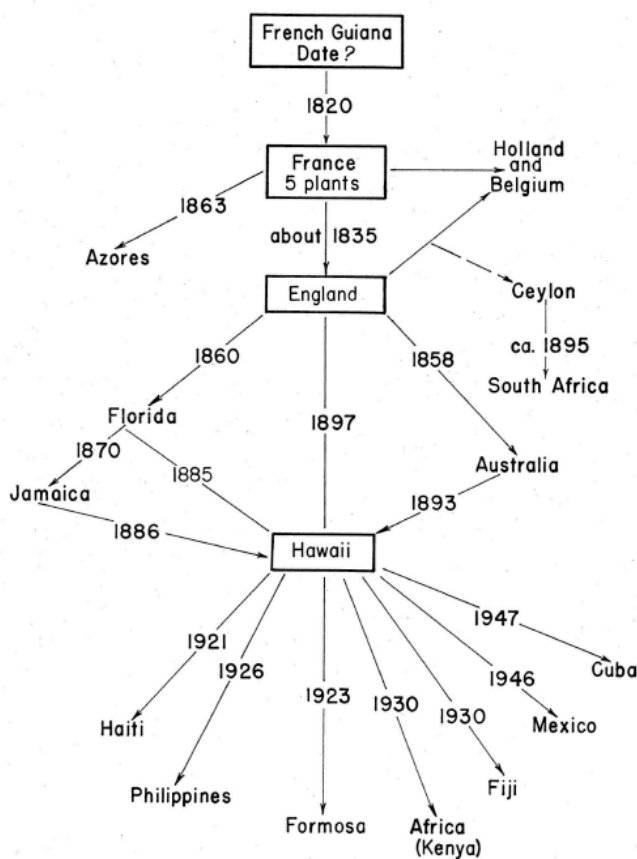 French Guiana
Date?
1820
France
5 plants
Holland
and
Belgium
1863
about 1835
Azores
England
Ceylon
ca. 1895
South Africa
1860
1858
1897
Florida
1870
1885
Australia
Jamaica
1893
1886
Hawaii
1947
1921
1926
1946
Cuba
1923
1930
1930
Haiti
Mexico
Philippines
Fiji
Formosa
Africa
(Kenya)